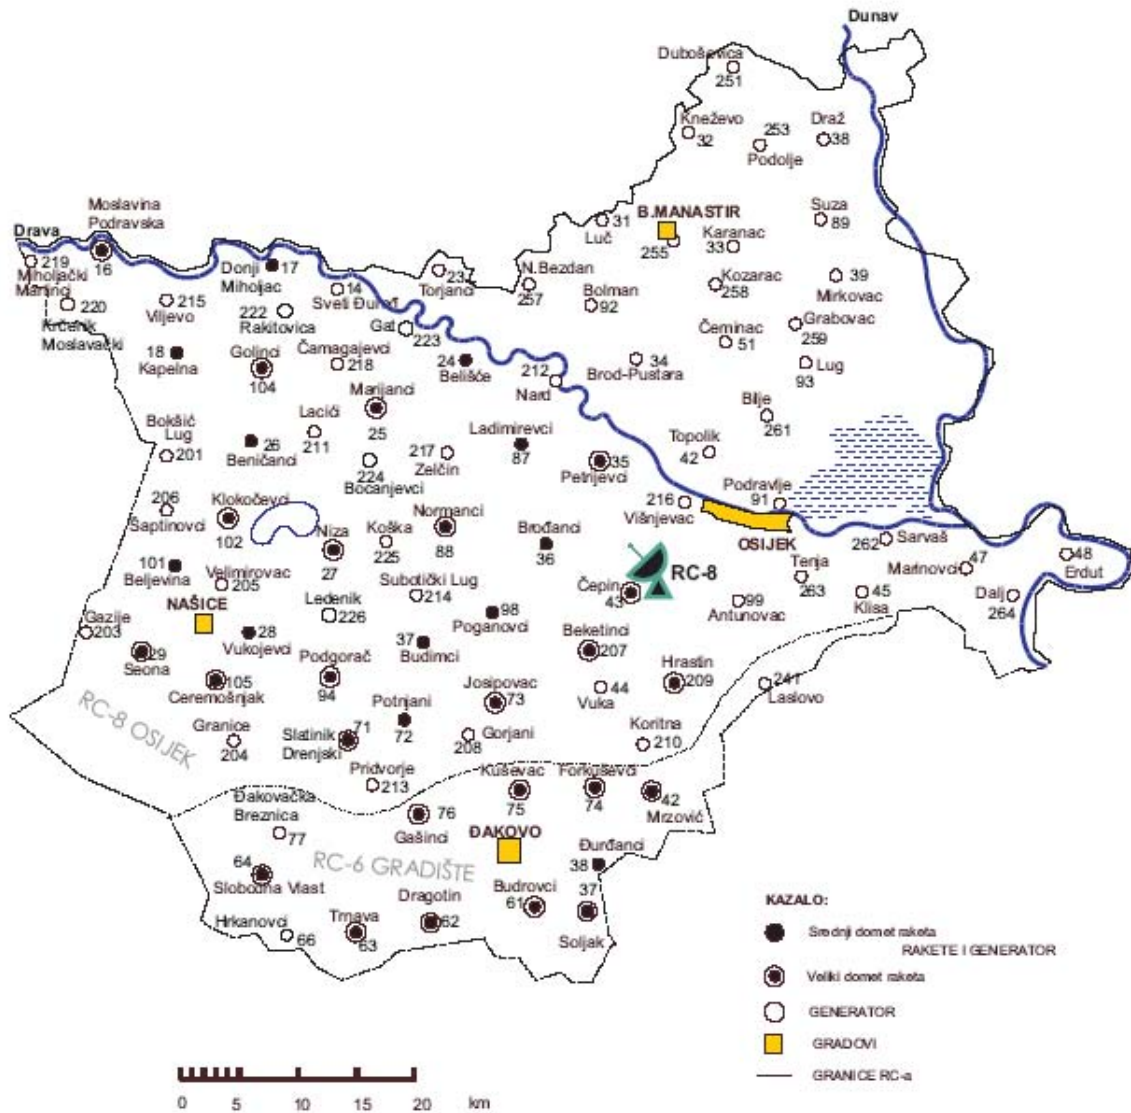 Dunav
Duboševica
251
Kneževo
32
253
Podolje
Draž
38
Moslavina
Podravska
16
Drava
219
Miholjački
Martinci
220
Krčenik
Moslavački
215
Viljevo
Donji
Miholjac
17
222
Rakitovica
14
Sveti Đurađ
23
Torjanci
Gat
223
31
Luč
B.MANASTIR
255
Karanac
33
Suza
89
N.Bezdan
257
Bolman
92
Kozarac
258
39
Mirkovac
Čeminac
51
Grabovac
259
Lug
93
18
Kapelna
Golinci
104
Čamagajevci
218
24
Belišće
212
Nard
34
Brod-Pustara
Marijanci
25
Bilje
261
Bokšić
Lug
201
26
Beničanci
Lacići
211
224
Bocanjevci
217
Zelčin
Ladimirevci
87
35
Petrijevci
Topolik
42
206
Šaptinovci
Klokočevci
102
Niza
27
Koška
225
Normanci
88
Brođanci
36
216
Višnjevac
Podravlje
91
OSIJEK
262
Sarvaš
47
Marinovci
48
Erdut
101
Beljevina
Velimirovac
205
Subotički Lug
214
RC-8
Čepin
43
Tenja
263
99
Antunovac
45
Klisa
Dalj
264
NAŠICE
Gazije
203
Ledenik
226
98
Poganovci
28
Vukojevci
37
Budimci
Beketinci
207
29
Seona
105
Ceremošnjak
Podgorač
94
Josipovac
73
44
Vuka
Hrastin
209
241
Laslovo
RC-8 OSIJEK
Granice
204
Slatinik
Drenjski
71
Potnjani
72
208
Gorjani
Koritna
210
Pridvorje
213
Kuševac
75
Forkuševci
74
42
Mrzović
Đakovačka
Breznica
77
76
Gašinci
ĐAKOVO
Đurđanci
38
RC-6 GRADIŠTE
64
Slobodna Vlast
Dragotin
62
Budrovci
61
37
Soljak
Hrkanovci
66
Trnava
63
KAZALO:
Srednji domet raketa
RAKETE I GENERATOR
Veliki domet raketa
GENERATOR
GRADOVI
GRANICE RC-a
0 5 10 15 20 km